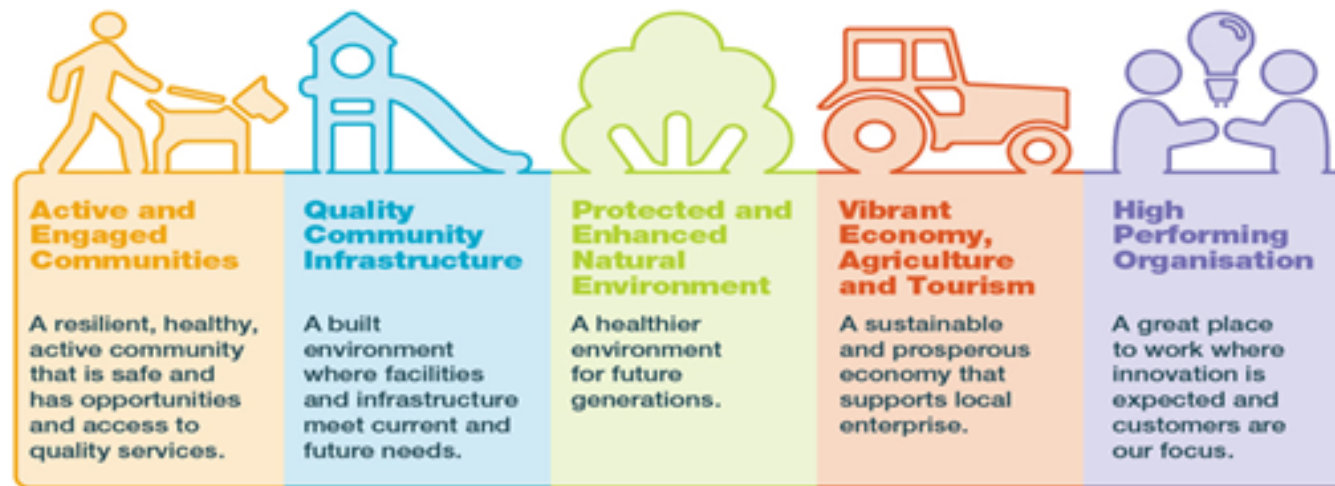 Active and
Engaged
Communities
A resilient, healthy,
active community
that is safe and
has opportunities
and access to
quality services.
Quality
Community
Infrastructure
A built
environment
where facilities
and infrastructure
meet current and
future needs.
Protected and
Enhanced
Natural
Environment
A healthier
environment
for future
generations.
Vibrant
Economy,
Agriculture
and Tourism
A sustainable
and prosperous
economy that
supports local
enterprise.
High
Performing
Organisation
A great place
to work where
innovation is
expected and
customers are
our focus.